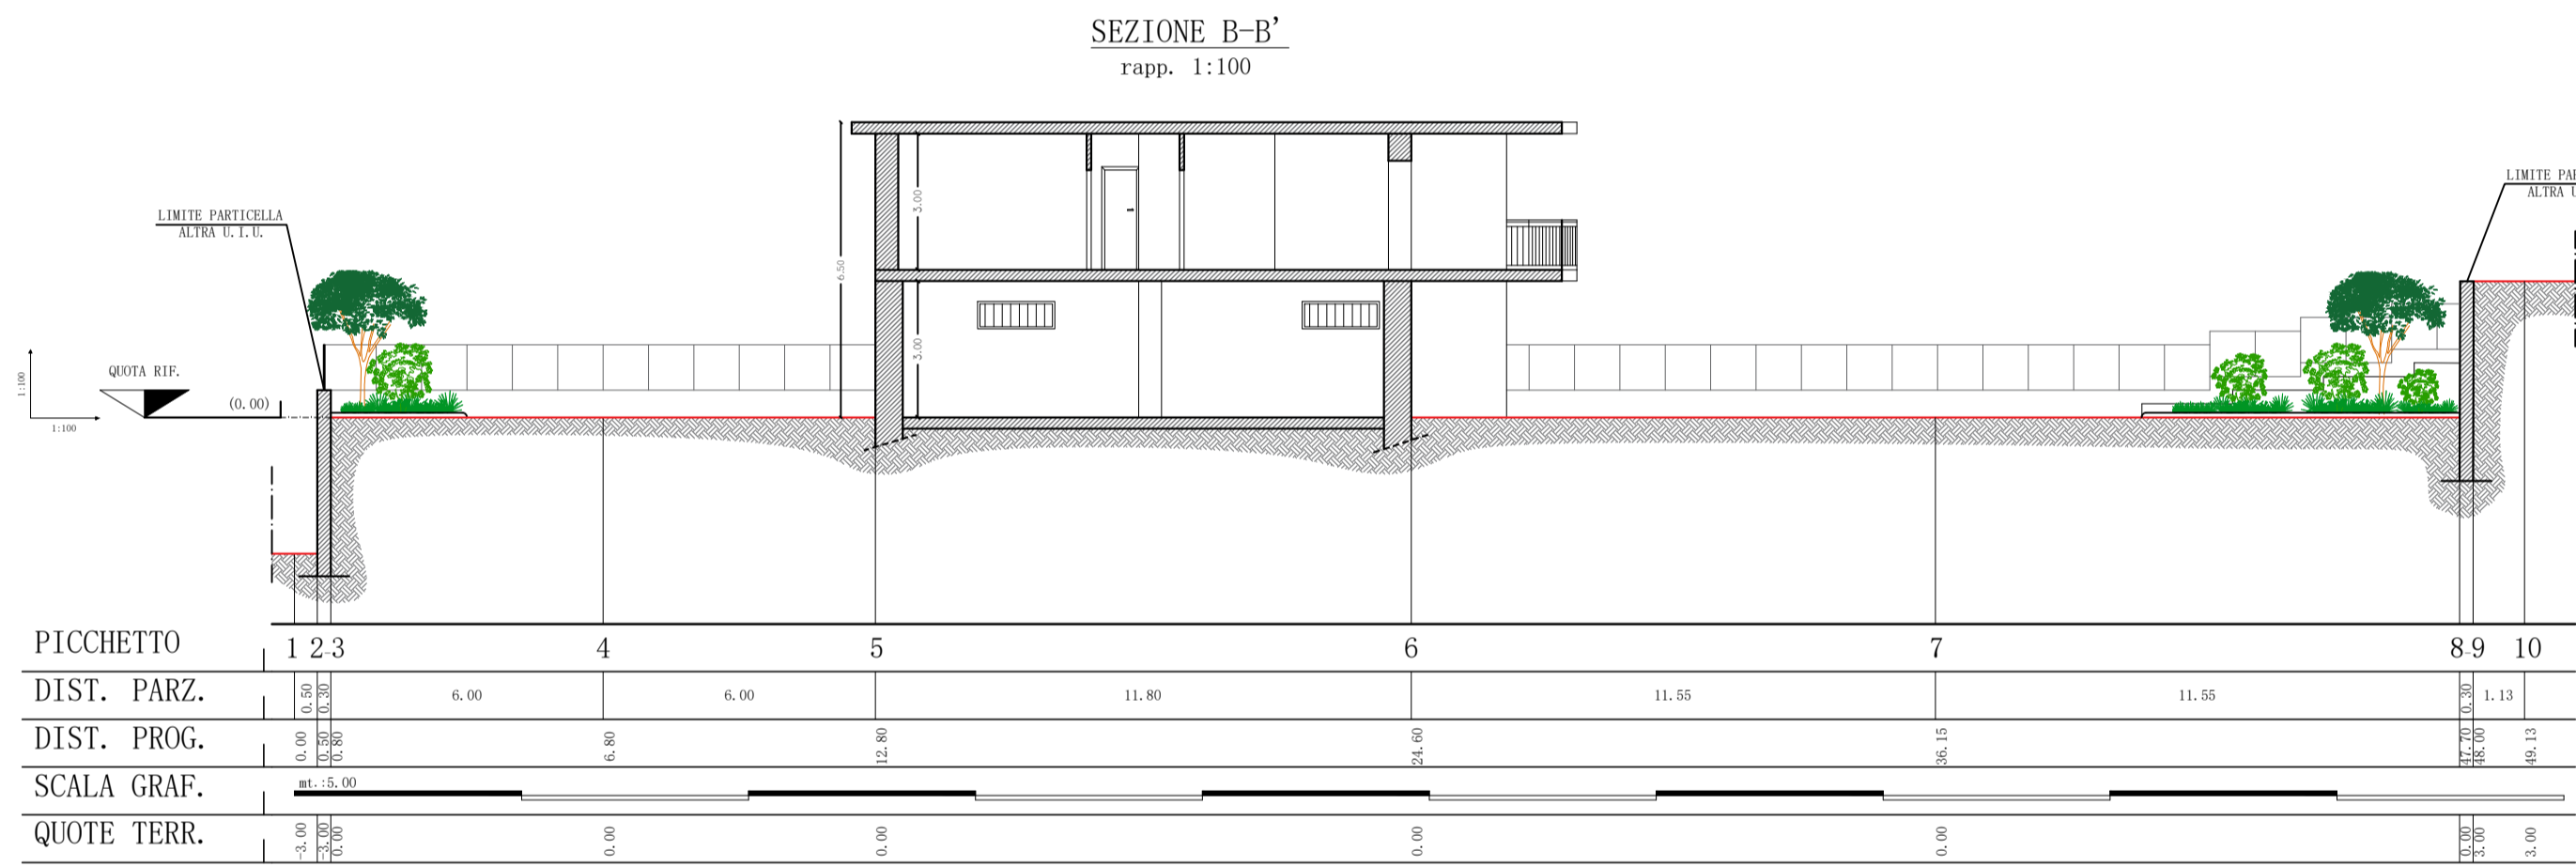 SEZIONE B-B'
rapp. 1:100
LIMITE PARTICELLA
ALTRA U.I.U.
LIMITE PAR
ALTRA U
6.50
3.00
3.00
QUOTA RIF.
(0.00)
1:100
1:100
PICCHETTO 1 2-3 4 5 6 7 8-9 10
DIST. PARZ. 0.50 0.30 6.00 6.00 11.80 11.55 11.55 0.30 1.13
DIST. PROG. 0.00 0.50 0.80 6.80 12.80 24.60 36.15 47.70 48.00 49.13
SCALA GRAF. mt.:5.00
QUOTE TERR. -3.00 -3.00 0.00 0.00 0.00 0.00 0.00 0.00 3.00 3.00